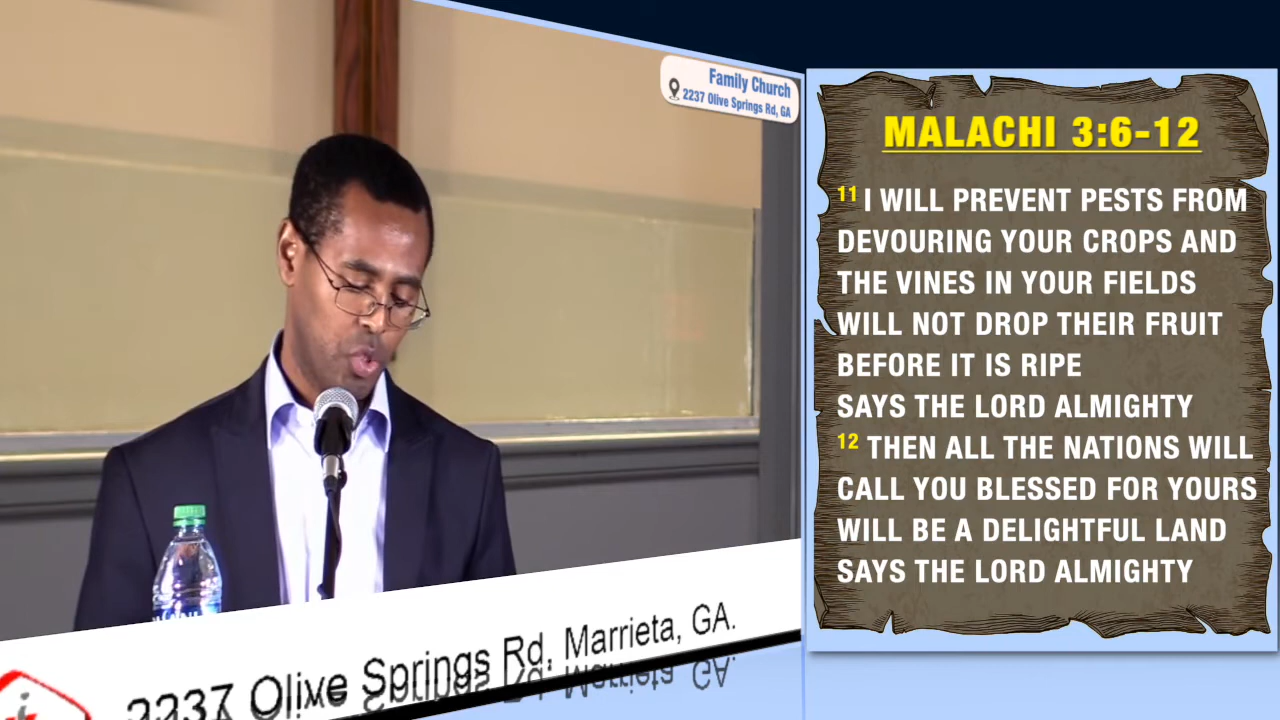 Family Church
2237 Olive Springs Rd, GA
2237 Olive Springs Rd, Marrieta, GA.
MALACHI 3:6-12
11 I WILL PREVENT PESTS FROM
DEVOURING YOUR CROPS AND
THE VINES IN YOUR FIELDS
WILL NOT DROP THEIR FRUIT
BEFORE IT IS RIPE
SAYS THE LORD ALMIGHTY
12 THEN ALL THE NATIONS WILL
CALL YOU BLESSED FOR YOURS
WILL BE A DELIGHTFUL LAND
SAYS THE LORD ALMIGHTY